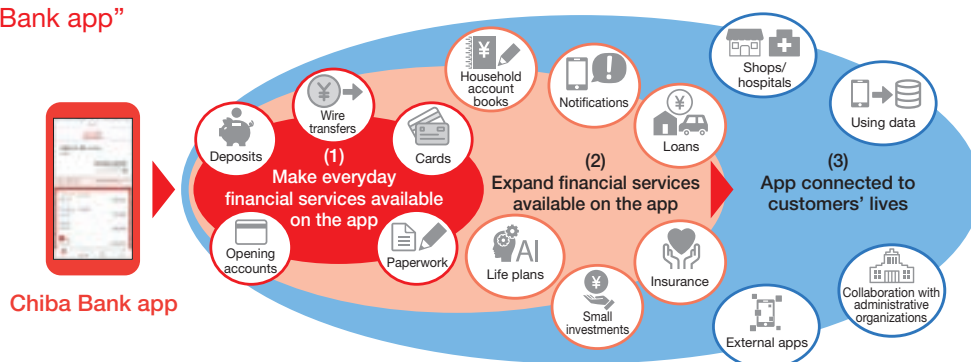 Bank app”
Chiba Bank app
Deposits
Wire
transfers
Cards
(1)
Make everyday
financial services available
on the app
Opening
accounts
Paperwork
Household
account
books
Notifications
Loans
(2)
Expand financial services
available on the app
AI
Life plans
Small
investments
Insurance
Shops/
hospitals
Using data
(3)
App connected to
customers’ lives
External apps
Collaboration with
administrative
organizations